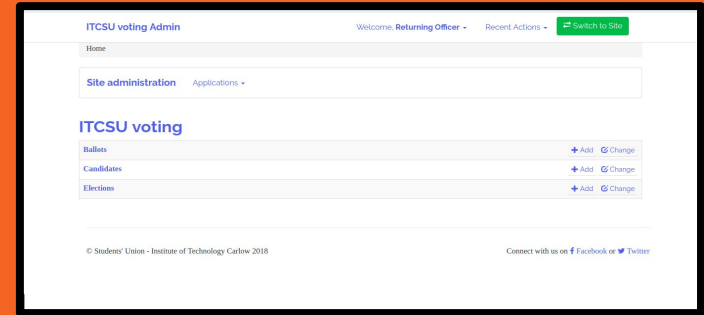 ITCSU voting Admin Welcome, Returning Officer Recent Actions Switch to Site
Home
Site administration Applications
ITCSU voting
Ballots Add Change
Candidates Add Change
Elections Add Change
© Students' Union - Institute of Technology Carlow 2018 Connect with us on Facebook or Twitter